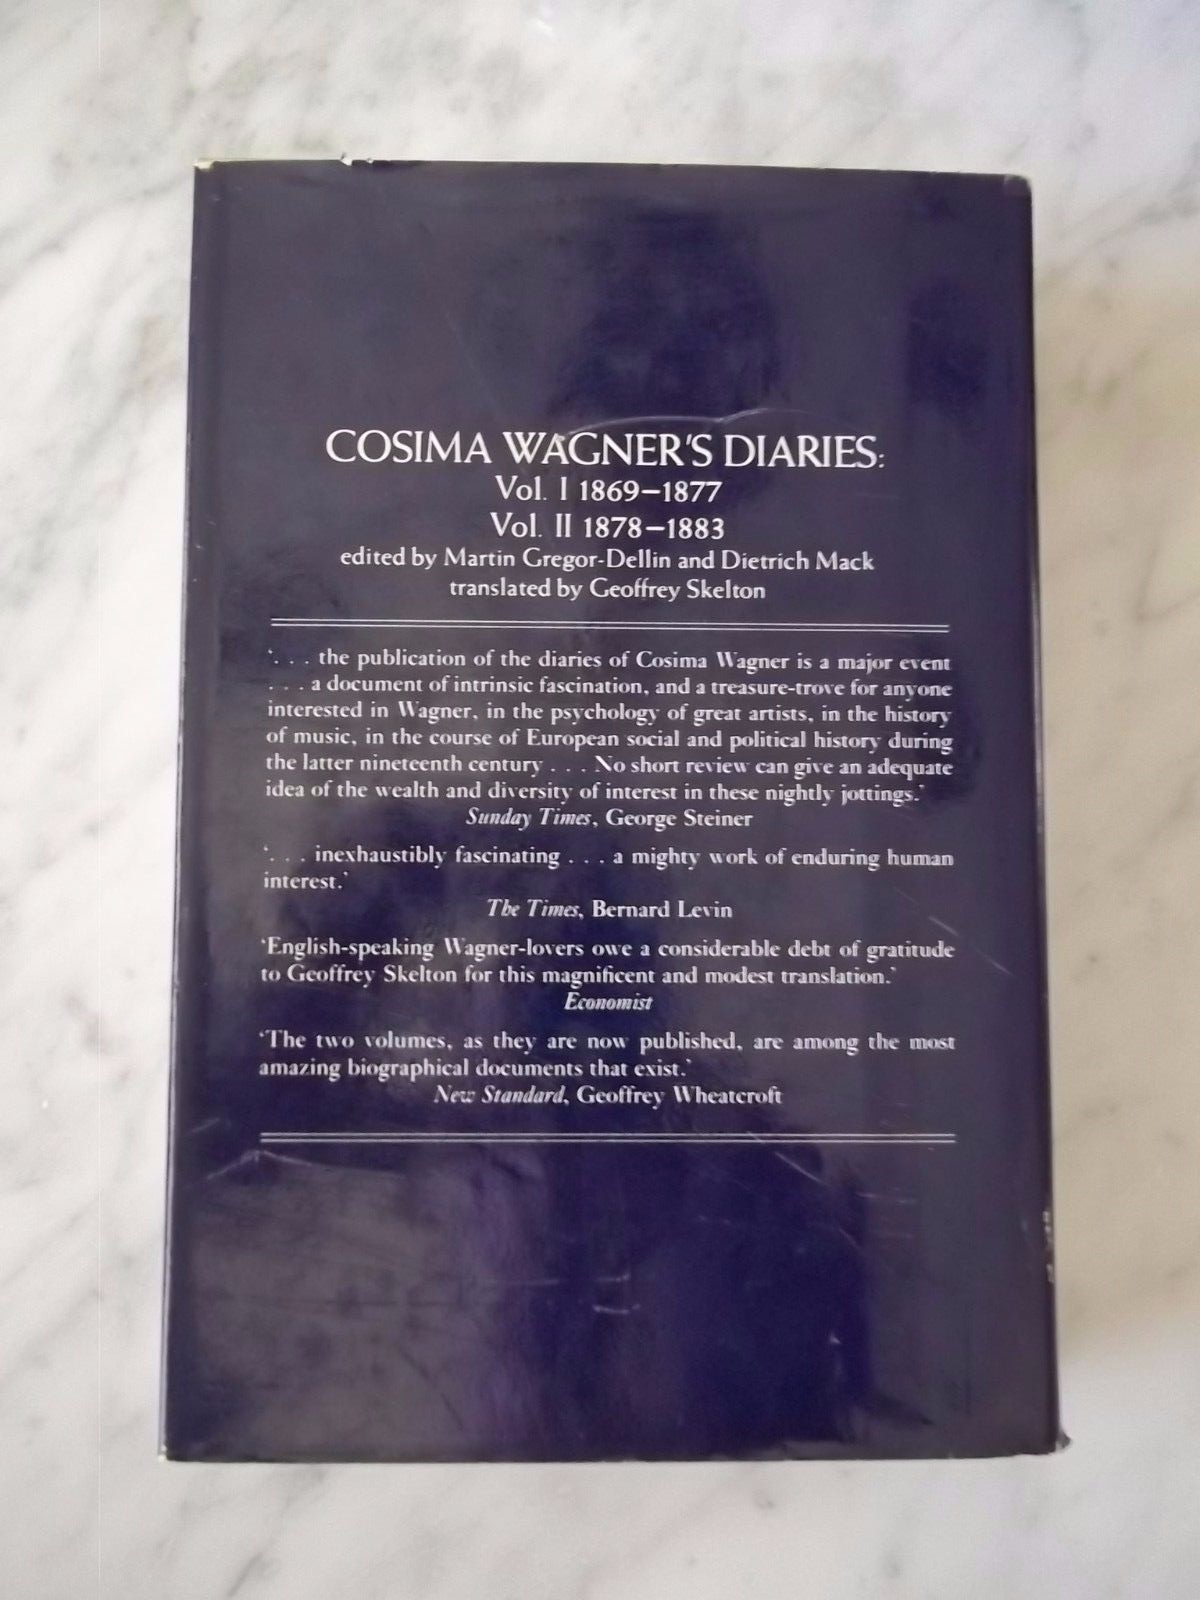 COSIMA WAGNER'S DIARIES:
Vol. I 1869–1877
Vol. II 1878–1883
edited by Martin Gregor-Dellin and Dietrich Mack
translated by Geoffrey Skelton
'. . . the publication of the diaries of Cosima Wagner is a major event
. . . a document of intrinsic fascination, and a treasure-trove for anyone
interested in Wagner, in the psychology of great artists, in the history
of music, in the course of European social and political history during
the latter nineteenth century . . . No short review can give an adequate
idea of the wealth and diversity of interest in these nightly jottings.'
Sunday Times, George Steiner
'. . . inexhaustibly fascinating . . . a mighty work of enduring human
interest.'
The Times, Bernard Levin
'English-speaking Wagner-lovers owe a considerable debt of gratitude
to Geoffrey Skelton for this magnificent and modest translation.'
Economist
'The two volumes, as they are now published, are among the most
amazing biographical documents that exist.'
New Standard, Geoffrey Wheatcroft